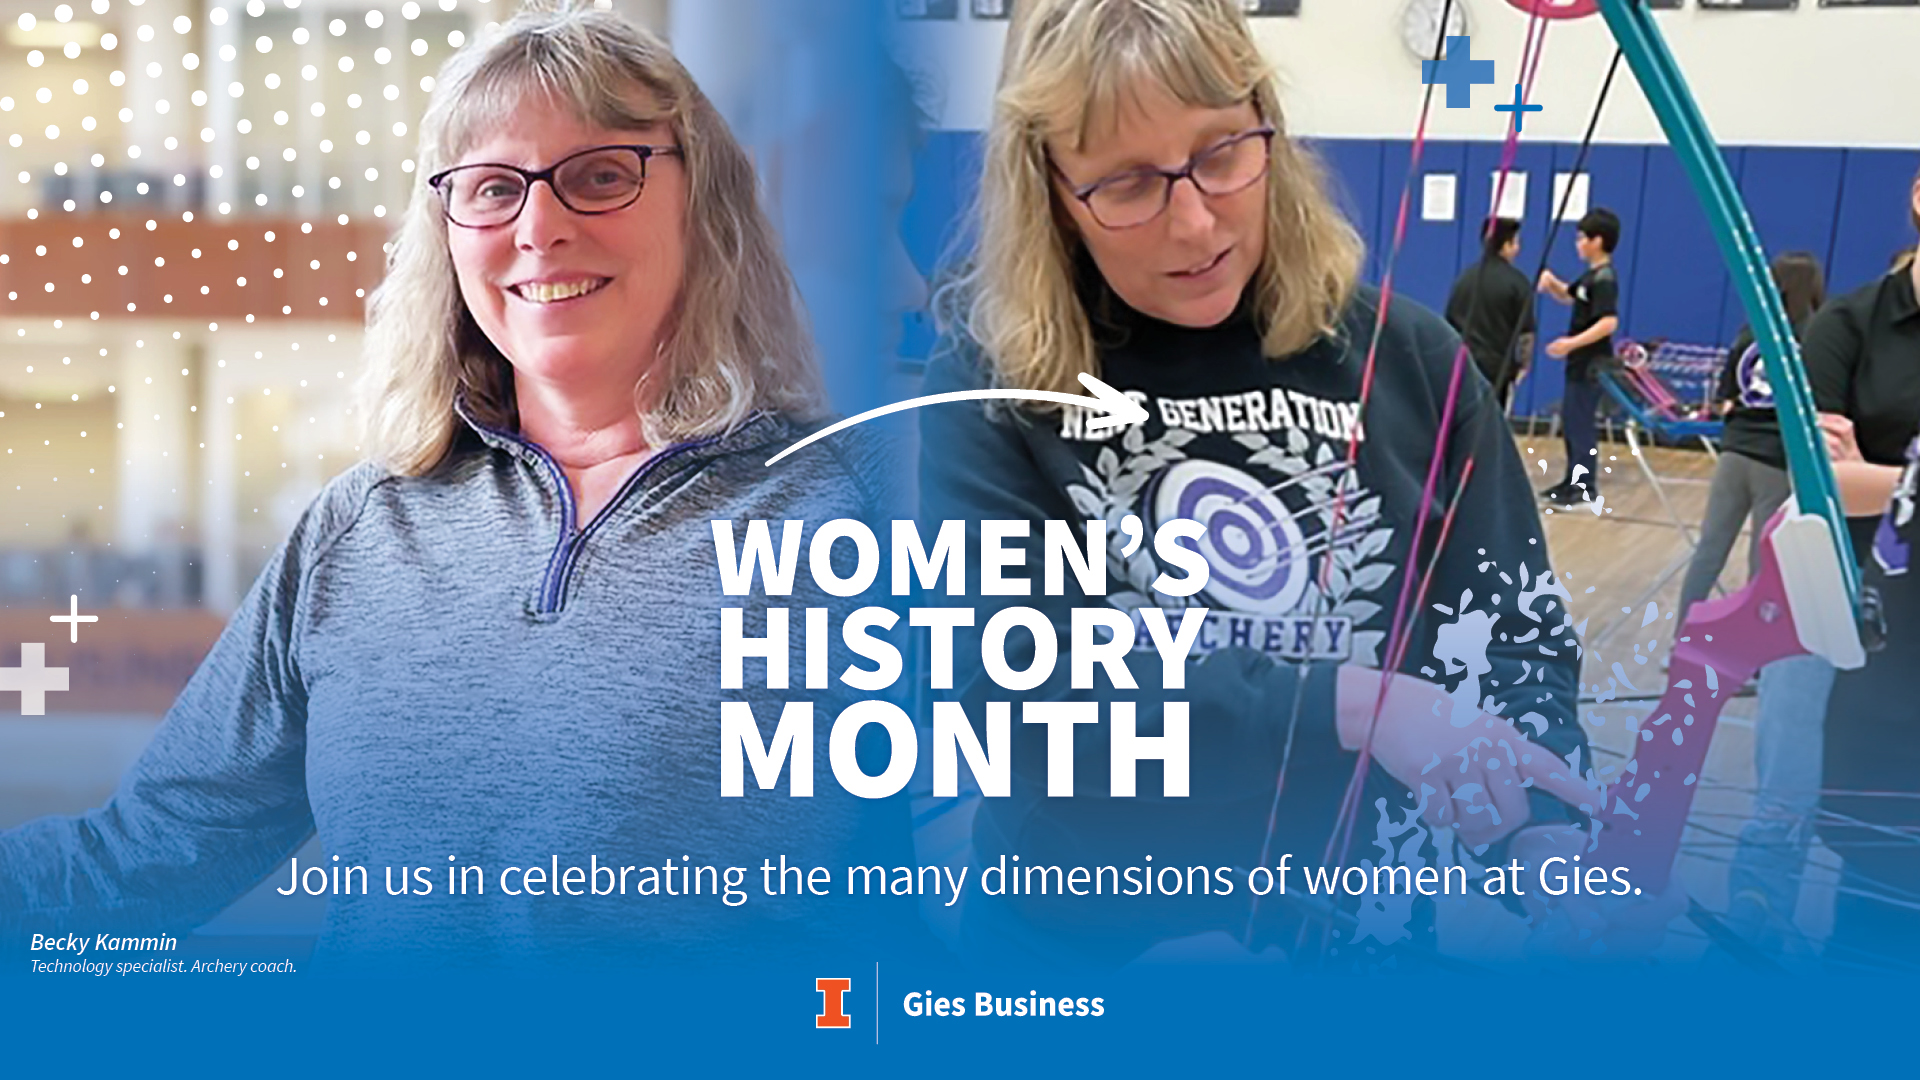 NEXT GENERATION
ARCHERY
WOMEN'S
HISTORY
MONTH
Join us in celebrating the many dimensions of women at Gies.
Becky Kammin
Technology specialist. Archery coach.
I
Gies Business